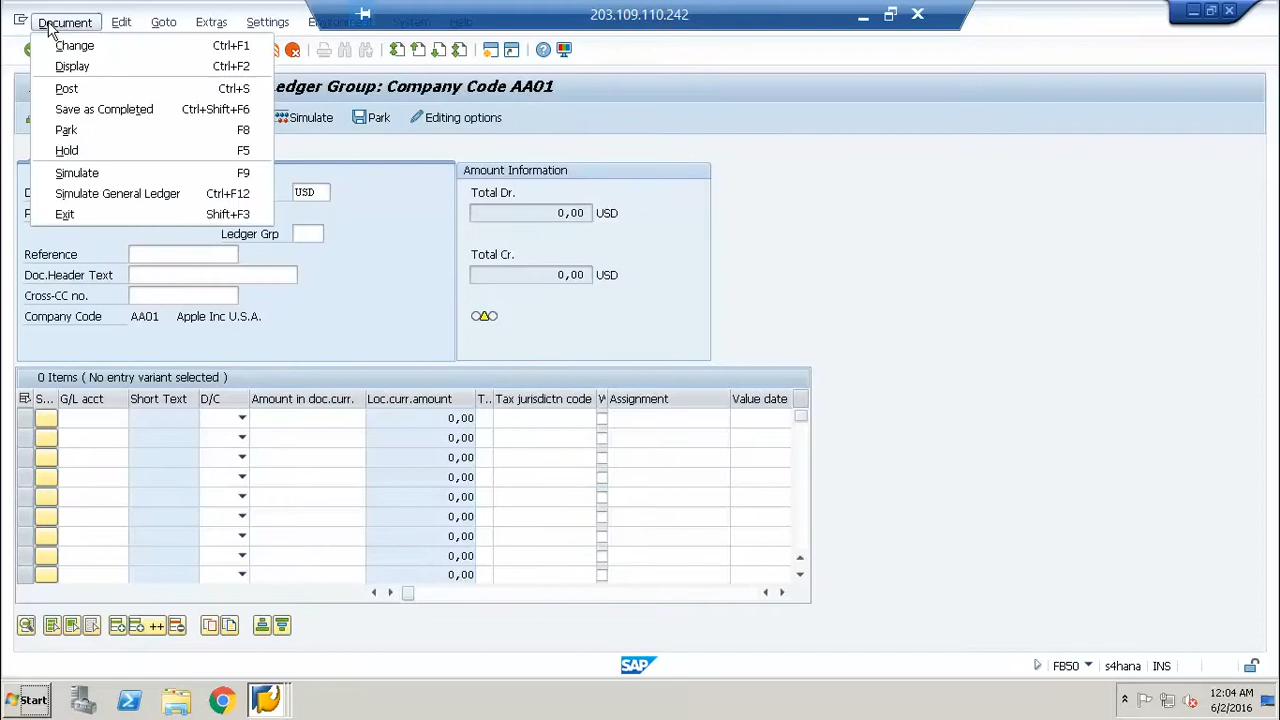 203.109.110.242
Document Edit Goto Extras Settings Environment System Help
Change Ctrl+F1
Display Ctrl+F2
Post Ctrl+S
Save as Completed Ctrl+Shift+F6
Park F8
Hold F5
Simulate F9
Simulate General Ledger Ctrl+F12
Exit Shift+F3
edger Group: Company Code AA01
Simulate Park Editing options
D USD
P
Ledger Grp
Reference
Doc.Header Text
Cross-CC no.
Company Code AA01 Apple Inc U.S.A.
Amount Information
Total Dr.
0,00 USD
Total Cr.
0,00 USD
0 Items ( No entry variant selected )
S... G/L acct Short Text D/C Amount in doc.curr. Loc.curr.amount T.. Tax jurisdictn code W Assignment Value date
0,00
0,00
0,00
0,00
0,00
0,00
0,00
0,00
0,00
SAP
FB50 s4hana INS
Start
12:04 AM
6/2/2016